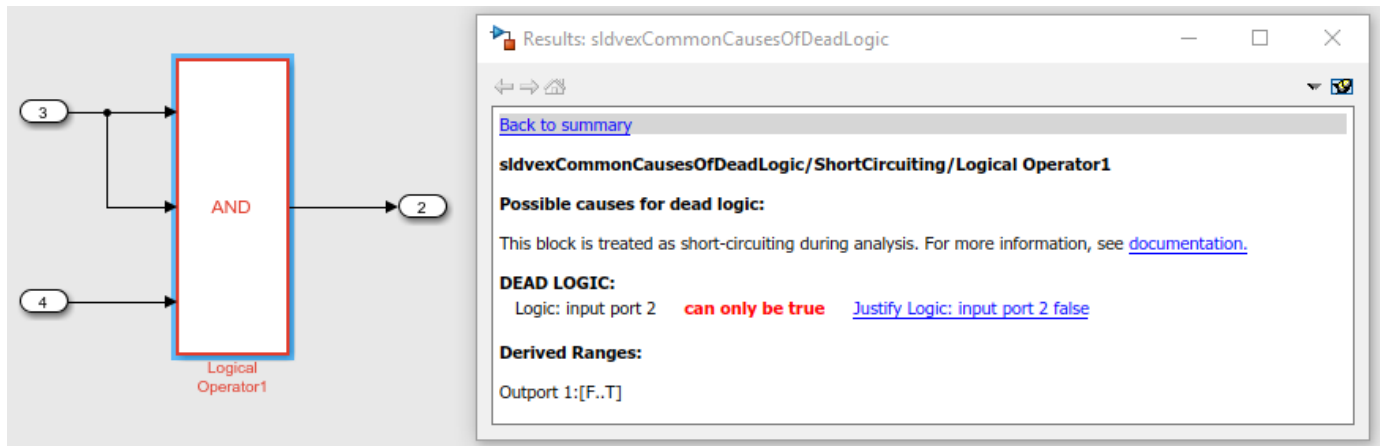 3
4
AND
2
Logical
Operator1
Results: sldvexCommonCausesOfDeadLogic
Back to summary
sldvexCommonCausesOfDeadLogic/ShortCircuiting/Logical Operator1
Possible causes for dead logic:
This block is treated as short-circuiting during analysis. For more information, see documentation.
DEAD LOGIC:
Logic: input port 2 can only be true Justify Logic: input port 2 false
Derived Ranges:
Outport 1:[F..T]